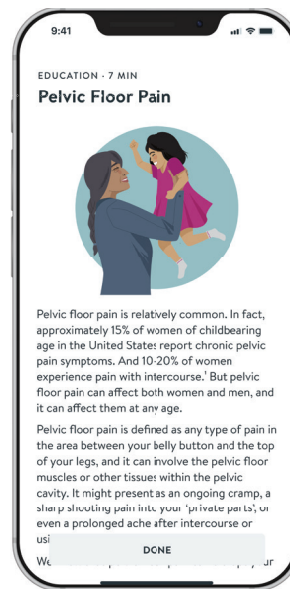 9:41
EDUCATION · 7 MIN
Pelvic Floor Pain
Pelvic floor pain is relatively common. In fact,
approximately 15% of women of childbearing
age in the United States report chronic pelvic
pain symptoms. And 10-20% of women
experience pain with intercourse.¹ But pelvic
floor pain can affect both women and men, and
it can affect them at any age.
Pelvic floor pain is defined as any type of pain in
the area between your belly button and the top
of your legs, and it can involve the pelvic floor
muscles or other tissues within the pelvic
cavity. It might present as an ongoing cramp, a
sharp shooting pain into your 'private parts', or
even a prolonged ache after intercourse or
DONE